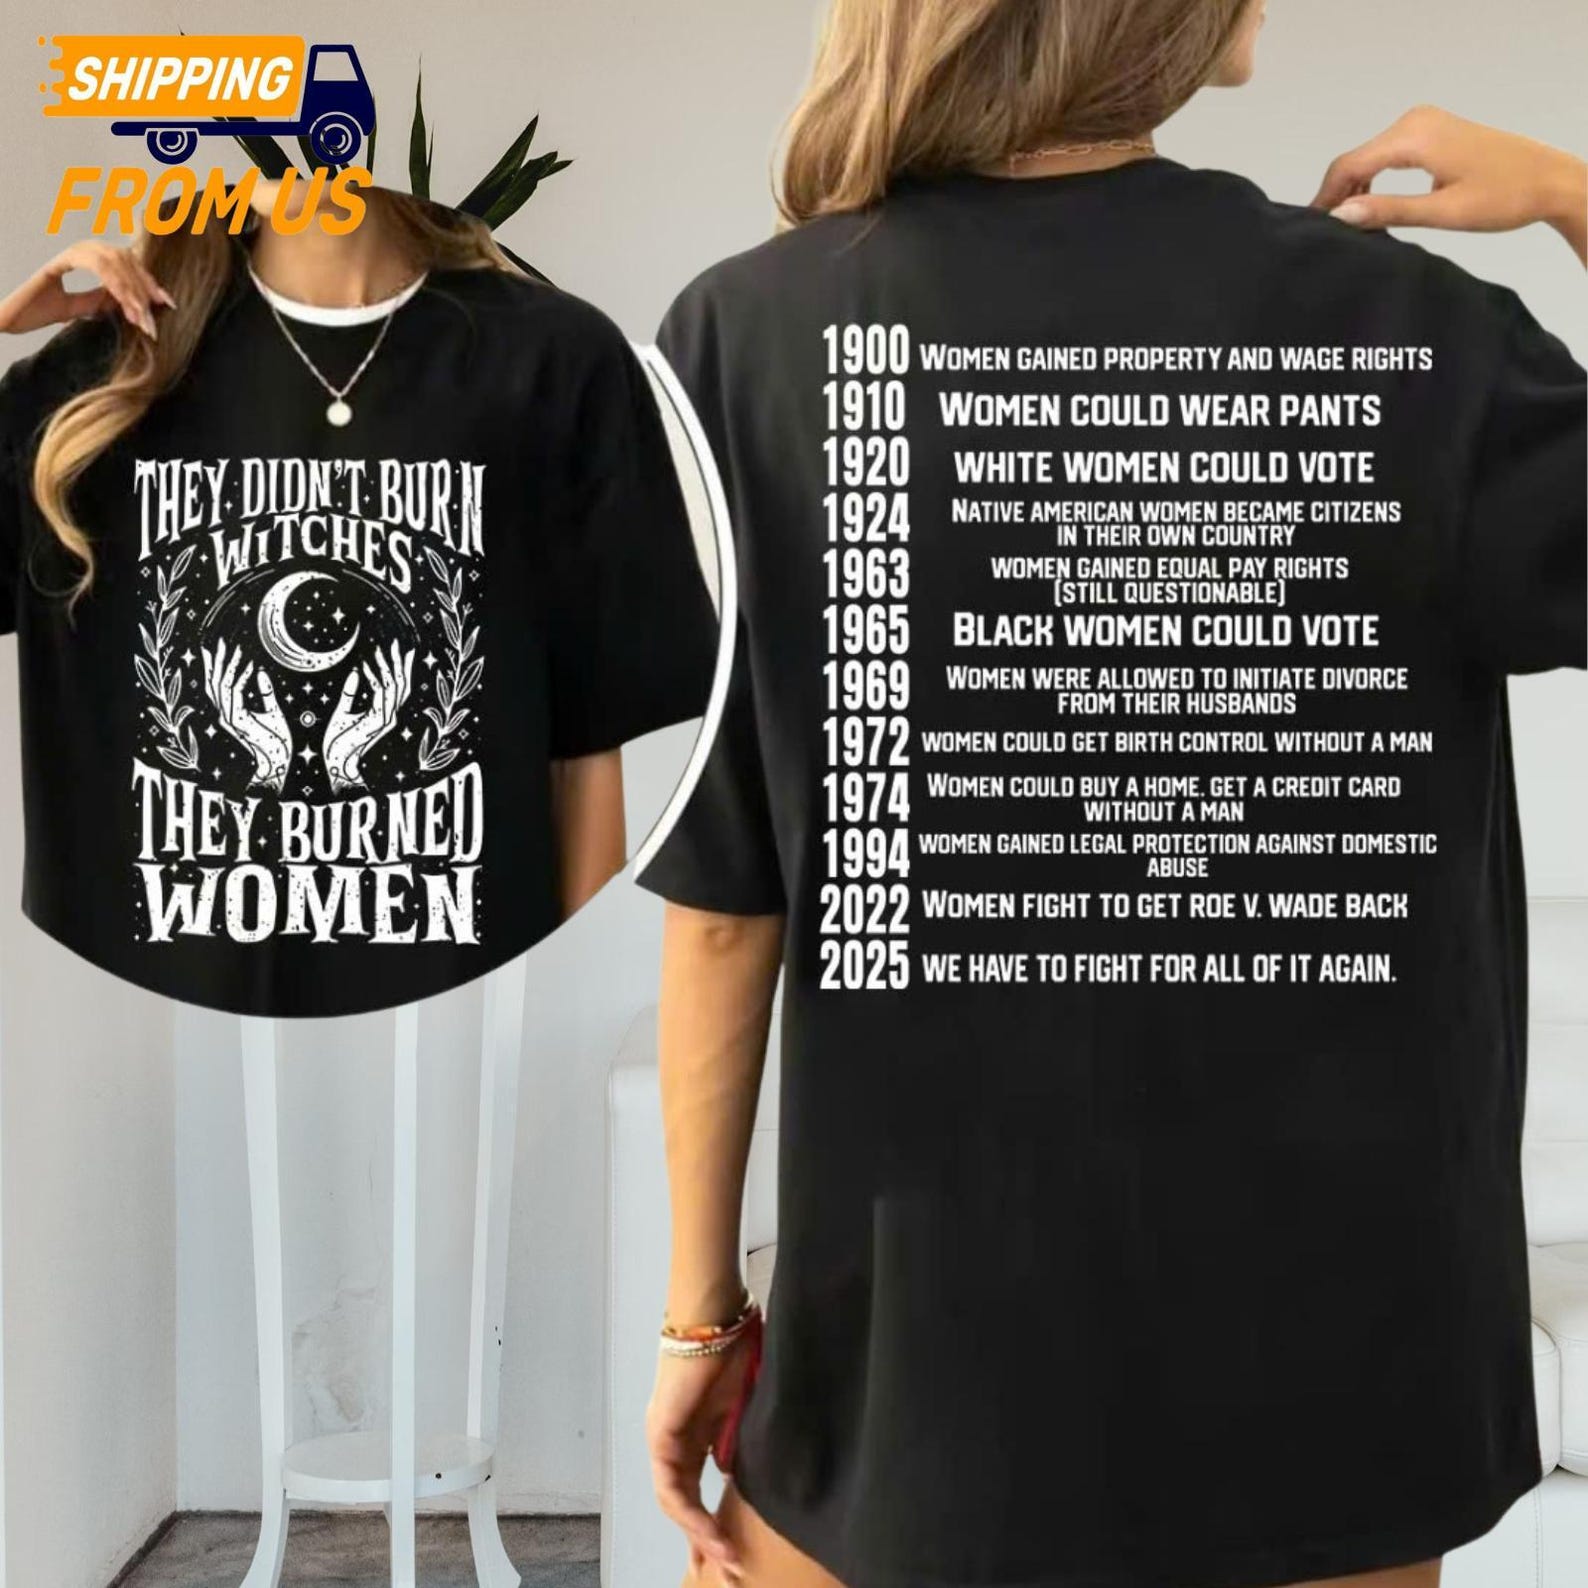 SHIPPING
FROM US
THEY DIDN'T BURN
WITCHES
THEY BURNED
WOMEN
1900 WOMEN GAINED PROPERTY AND WAGE RIGHTS
1910 WOMEN COULD WEAR PANTS
1920 WHITE WOMEN COULD VOTE
1924 NATIVE AMERICAN WOMEN BECAME CITIZENS
IN THEIR OWN COUNTRY
1963 WOMEN GAINED EQUAL PAY RIGHTS
[STILL QUESTIONABLE]
1965 BLACK WOMEN COULD VOTE
1969 WOMEN WERE ALLOWED TO INITIATE DIVORCE
FROM THEIR HUSBANDS
1972 WOMEN COULD GET BIRTH CONTROL WITHOUT A MAN
1974 WOMEN COULD BUY A HOME. GET A CREDIT CARD
WITHOUT A MAN
1994 WOMEN GAINED LEGAL PROTECTION AGAINST DOMESTIC
ABUSE
2022 WOMEN FIGHT TO GET ROE V. WADE BACK
2025 WE HAVE TO FIGHT FOR ALL OF IT AGAIN.